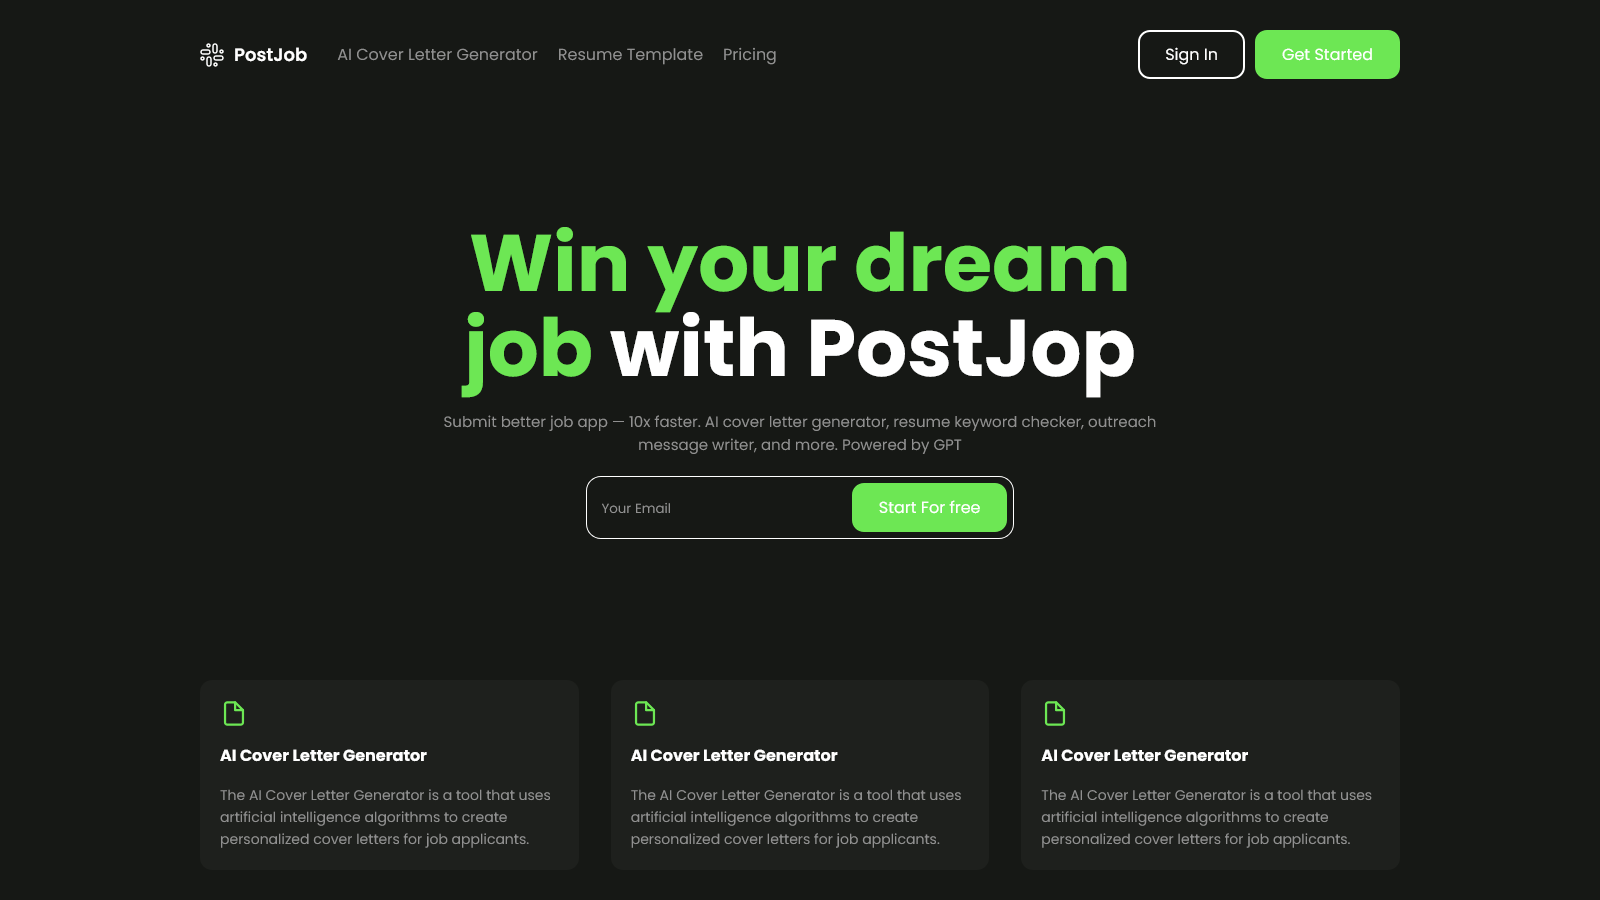 PostJob
AI Cover Letter Generator
Resume Template
Pricing
Sign In
Get Started
Win your dream
job with PostJop
Submit better job app — 10x faster. AI cover letter generator, resume keyword checker, outreach
message writer, and more. Powered by GPT
Your Email
Start For free
AI Cover Letter Generator
The AI Cover Letter Generator is a tool that uses
artificial intelligence algorithms to create
personalized cover letters for job applicants.
AI Cover Letter Generator
The AI Cover Letter Generator is a tool that uses
artificial intelligence algorithms to create
personalized cover letters for job applicants.
AI Cover Letter Generator
The AI Cover Letter Generator is a tool that uses
artificial intelligence algorithms to create
personalized cover letters for job applicants.